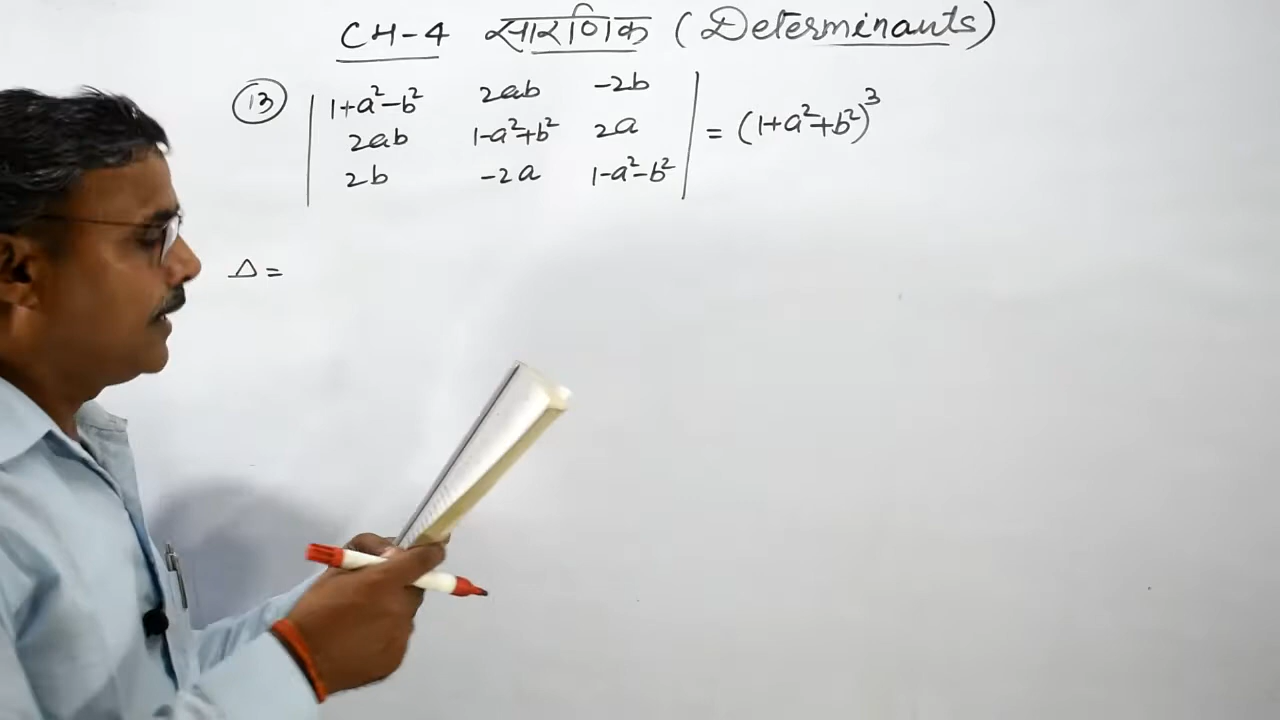 CH-4 सारणिक (Determinants)
13 | 1+a²-b² 2ab -2b |
| 2ab 1-a²+b² 2a | = (1+a²+b²)³
| 2b -2a 1-a²-b² |
Δ =